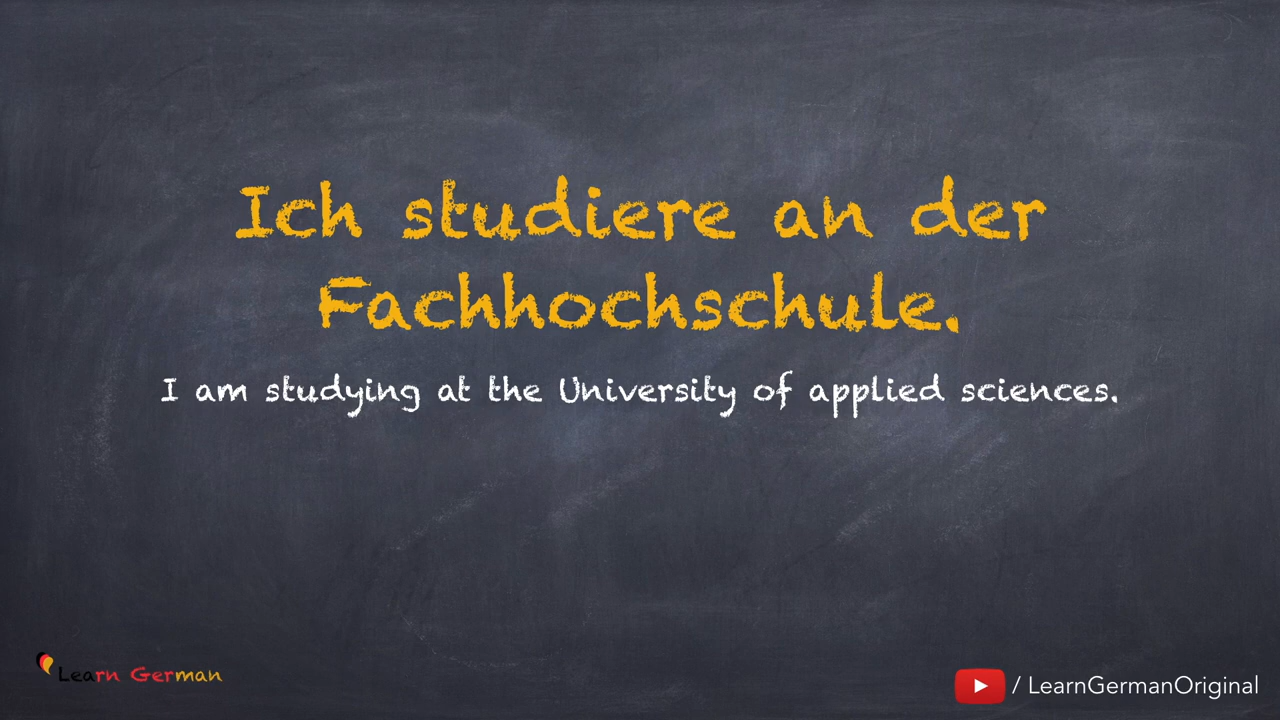 Ich studiere an der
Fachhochschule.
I am studying at the University of applied sciences.
Learn German
/ LearnGermanOriginal